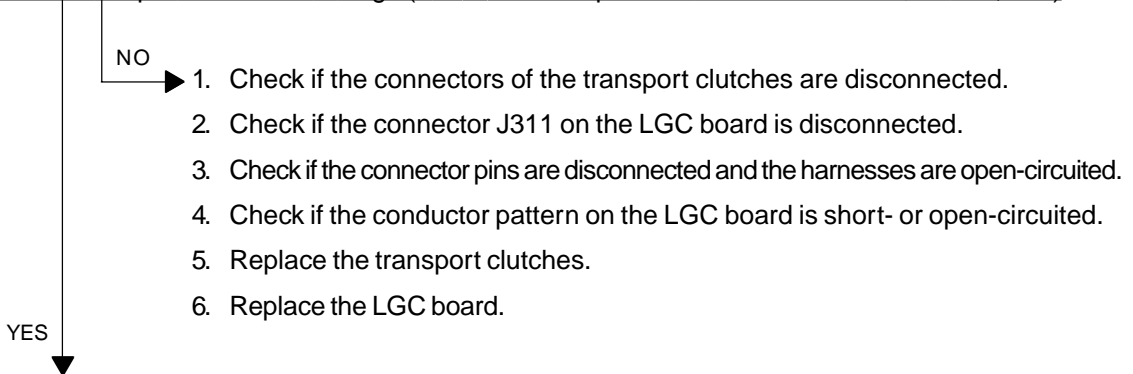 NO
1. Check if the connectors of the transport clutches are disconnected.
2. Check if the connector J311 on the LGC board is disconnected.
3. Check if the connector pins are disconnected and the harnesses are open-circuited.
4. Check if the conductor pattern on the LGC board is short- or open-circuited.
5. Replace the transport clutches.
6. Replace the LGC board.
YES